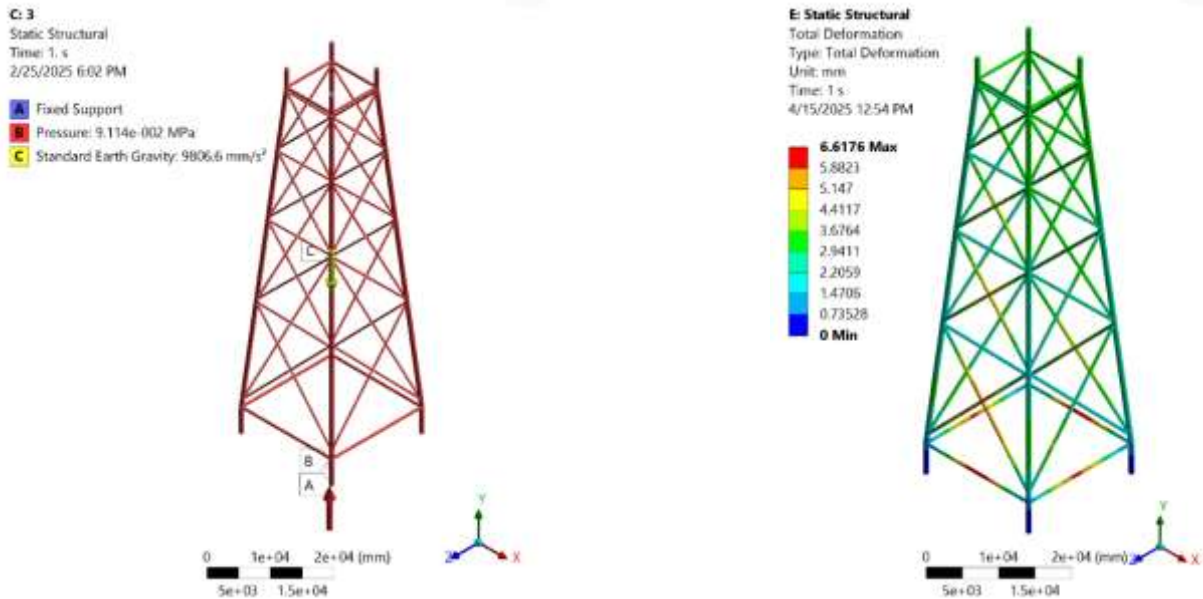 C: 3
Static Structural
Time: 1. s
2/25/2025 6:02 PM
A Fixed Support
B Pressure: 9.114e-002 MPa
C Standard Earth Gravity: 9806.6 mm/s²
C
B
A
Y
Z
X
0 1e+04 2e+04 (mm)
5e+03 1.5e+04
E: Static Structural
Total Deformation
Type: Total Deformation
Unit: mm
Time: 1 s
4/15/2025 12:54 PM
6.6176 Max
5.8823
5.147
4.4117
3.6764
2.9411
2.2059
1.4706
0.73528
0 Min
Y
Z
X
0 1e+04 2e+04 (mm)
5e+03 1.5e+04